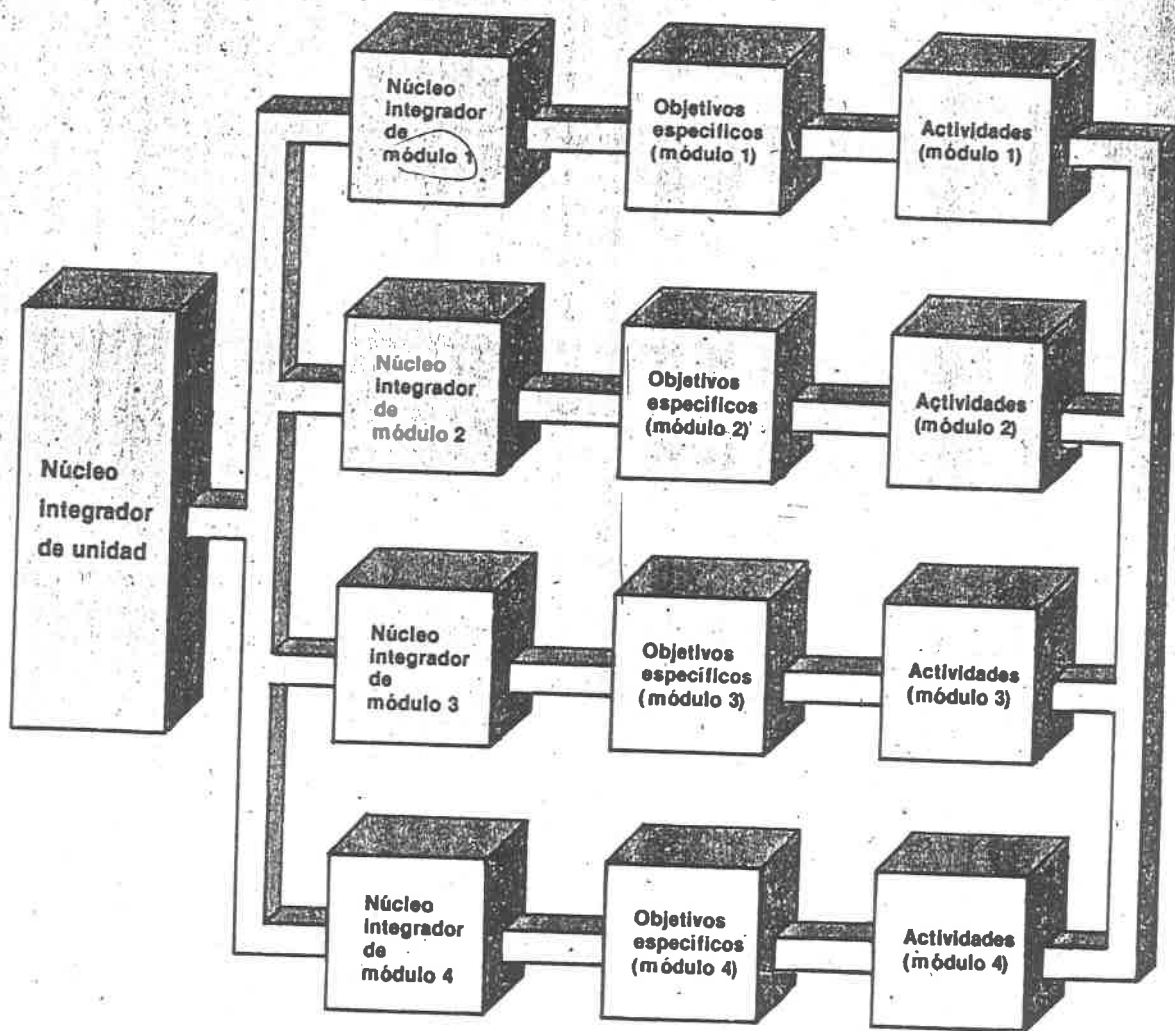 Núcleo
integrador
de
módulo 1
Objetivos
específicos
(módulo 1)
Actividades
(módulo 1)
Núcleo
integrador
de
módulo 2
Objetivos
específicos
(módulo 2)
Actividades
(módulo 2)
Núcleo
integrador
de unidad
Núcleo
integrador
de
módulo 3
Objetivos
específicos
(módulo 3)
Actividades
(módulo 3)
Núcleo
integrador
de
módulo 4
Objetivos
específicos
(módulo 4)
Actividades
(módulo 4)